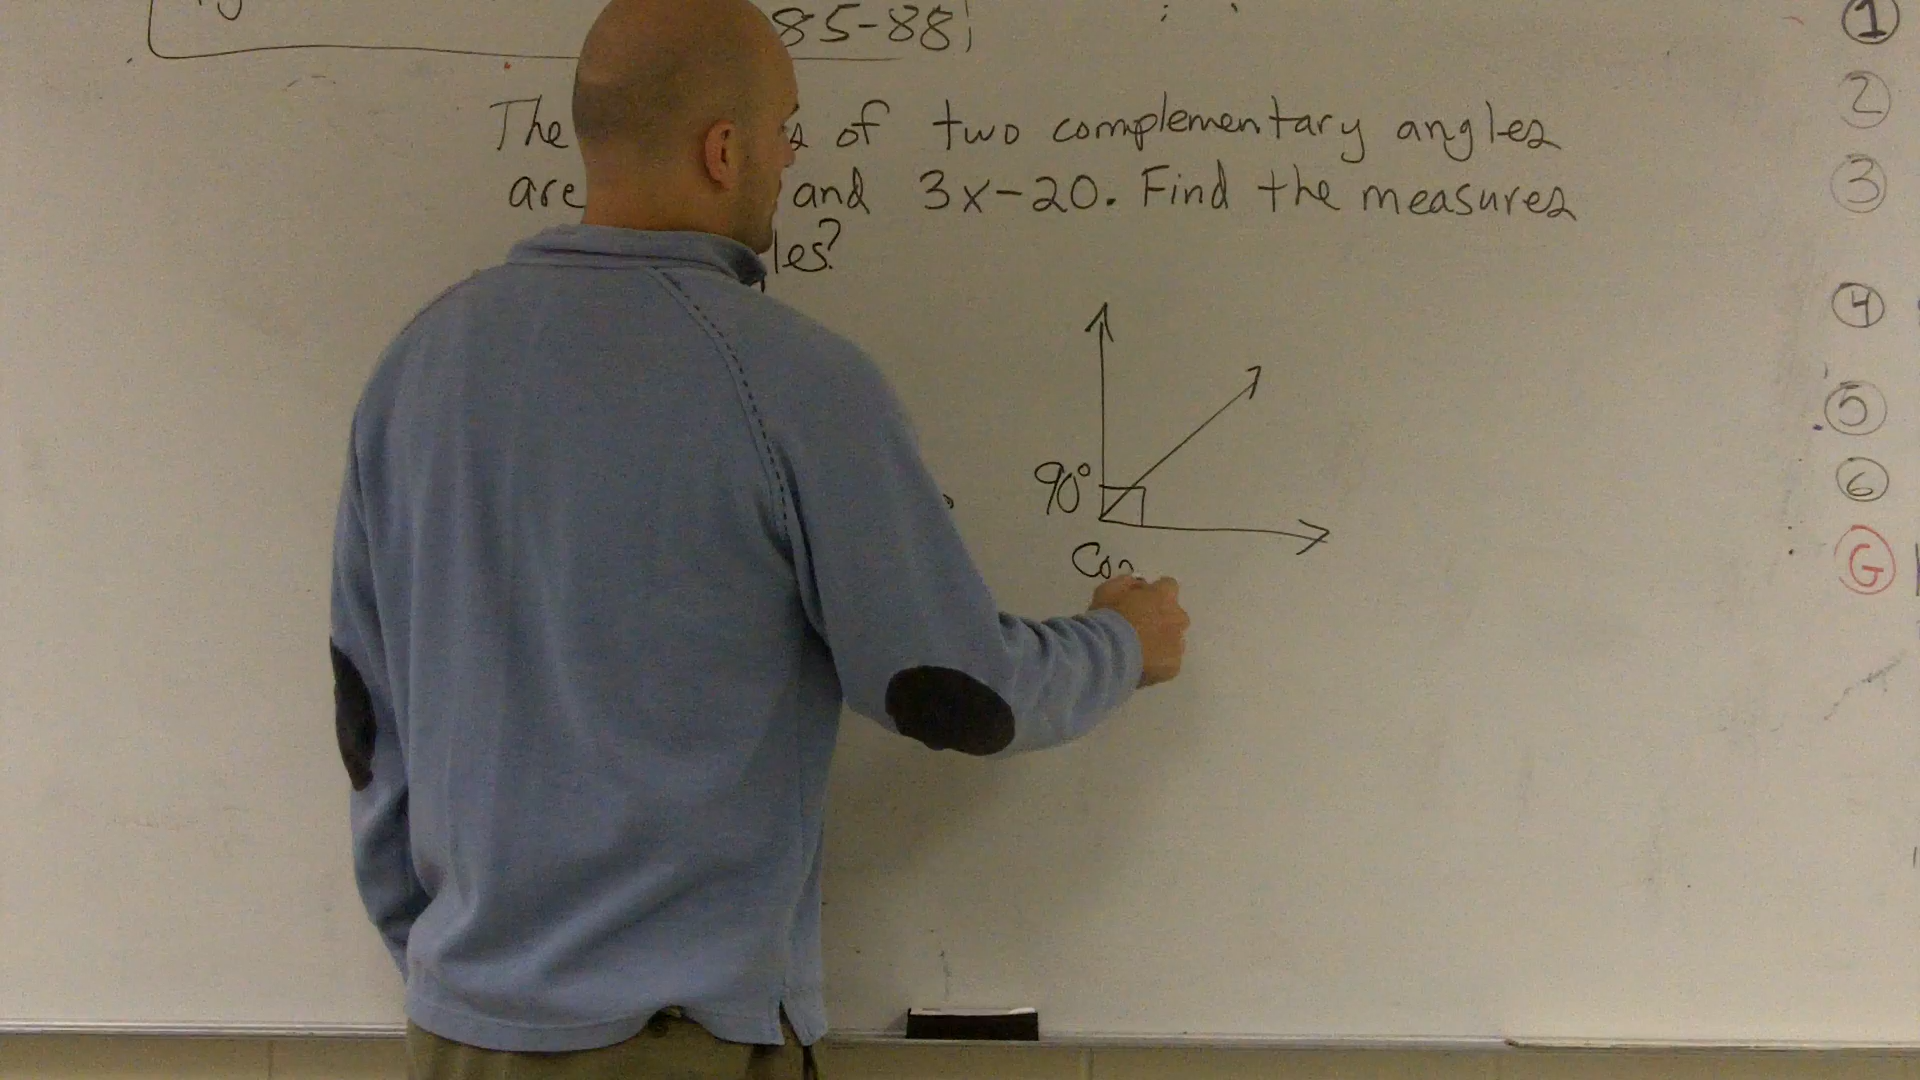 85-88
The of two complementary angles
are and 3x-20. Find the measures
les?
90°
Co
1
2
3
4
5
6
G